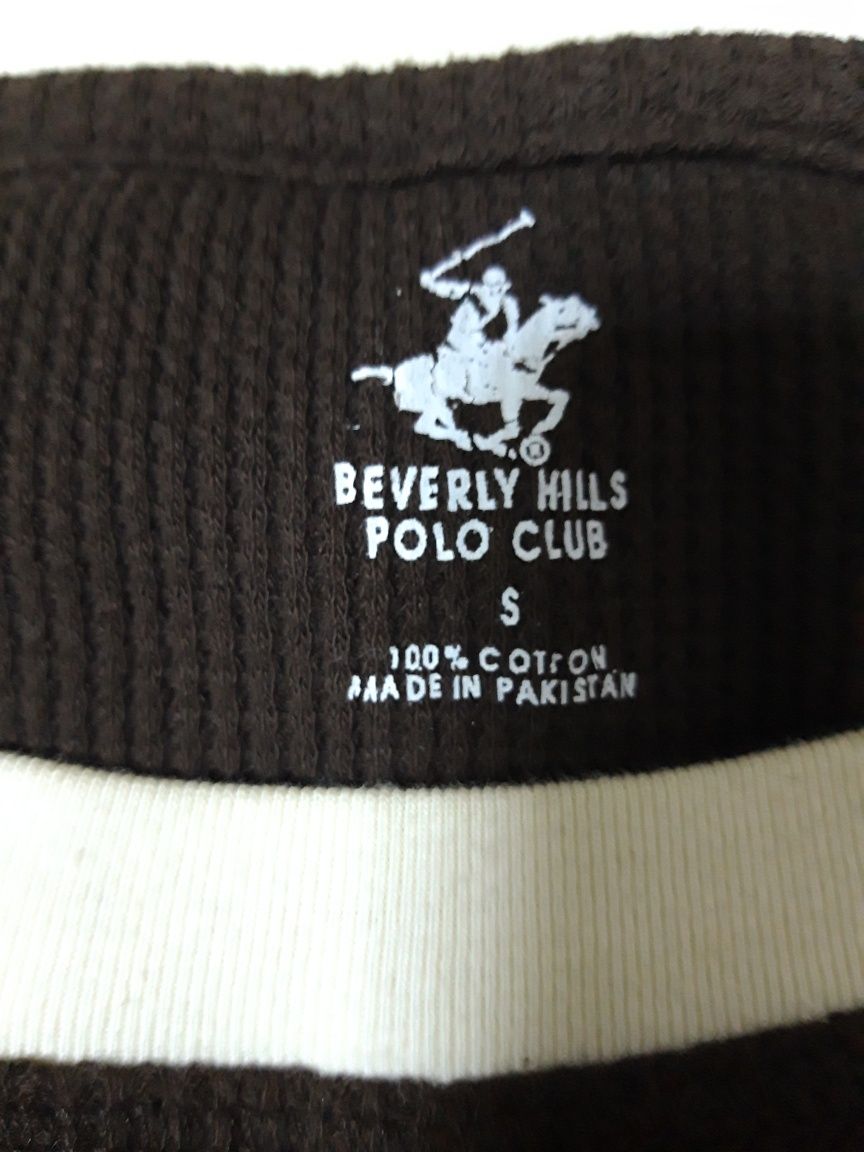 ®
BEVERLY HILLS
POLO CLUB
S
100% COTTON
MADE IN PAKISTAN